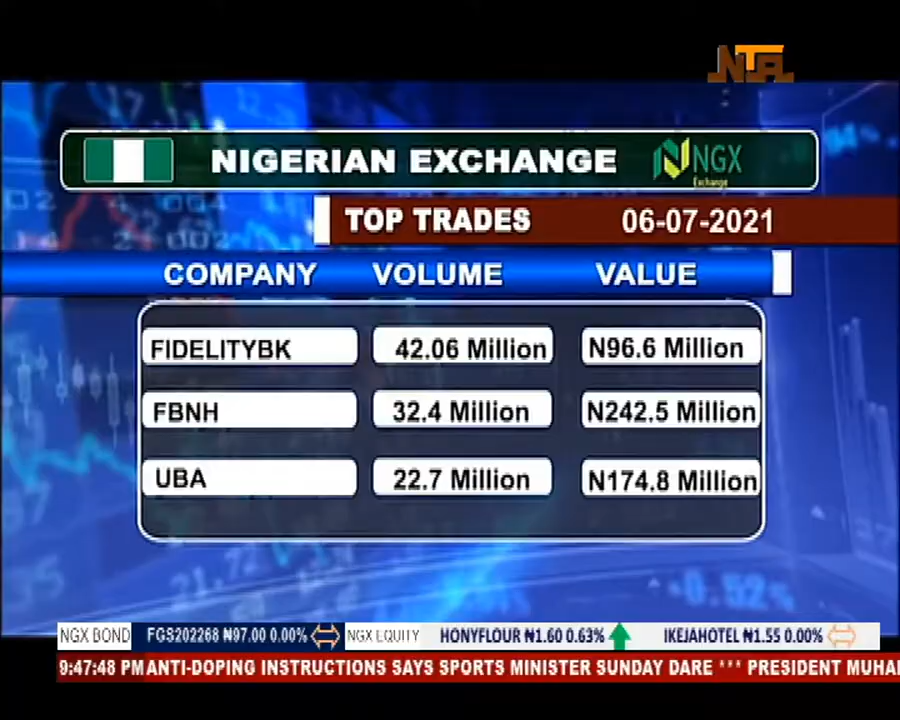 NTA
NIGERIAN EXCHANGE
NGX
Exchange
TOP TRADES 06-07-2021
COMPANY VOLUME VALUE
FIDELITYBK 42.06 Million N96.6 Million
FBNH 32.4 Million N242.5 Million
UBA 22.7 Million N174.8 Million
NGX BOND FGS202268 ₦97.00 0.00% NGX EQUITY HONYFLOUR ₦1.60 0.63% IKEJAHOTEL ₦1.55 0.00%
9:47:48 PM ANTI-DOPING INSTRUCTIONS SAYS SPORTS MINISTER SUNDAY DARE *** PRESIDENT MUHA